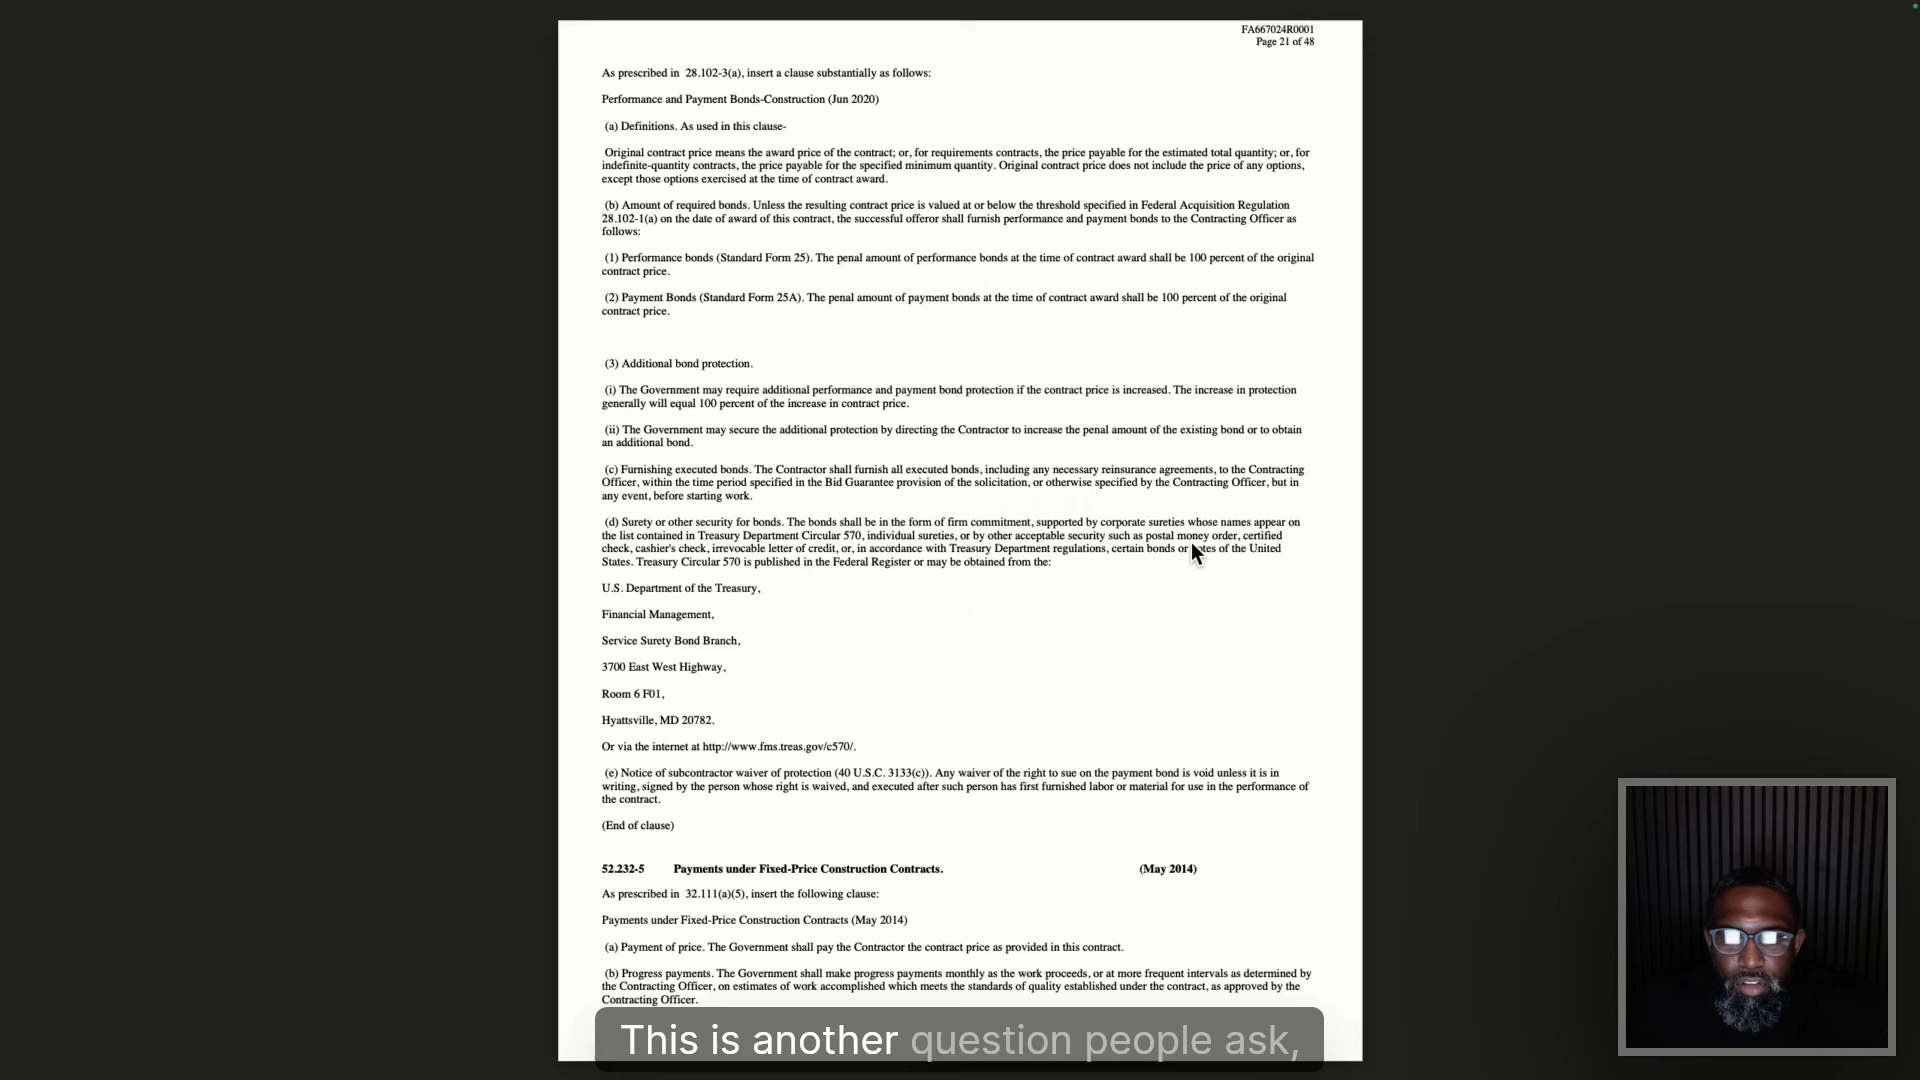 FA667024R0001
Page 21 of 48
As prescribed in 28.102-3(a), insert a clause substantially as follows:
Performance and Payment Bonds-Construction (Jun 2020)
(a) Definitions. As used in this clause-
Original contract price means the award price of the contract; or, for requirements contracts, the price payable for the estimated total quantity; or, for
indefinite-quantity contracts, the price payable for the specified minimum quantity. Original contract price does not include the price of any options,
except those options exercised at the time of contract award.
(b) Amount of required bonds. Unless the resulting contract price is valued at or below the threshold specified in Federal Acquisition Regulation
28.102-1(a) on the date of award of this contract, the successful offeror shall furnish performance and payment bonds to the Contracting Officer as
follows:
(1) Performance bonds (Standard Form 25). The penal amount of performance bonds at the time of contract award shall be 100 percent of the original
contract price.
(2) Payment Bonds (Standard Form 25A). The penal amount of payment bonds at the time of contract award shall be 100 percent of the original
contract price.
(3) Additional bond protection.
(i) The Government may require additional performance and payment bond protection if the contract price is increased. The increase in protection
generally will equal 100 percent of the increase in contract price.
(ii) The Government may secure the additional protection by directing the Contractor to increase the penal amount of the existing bond or to obtain
an additional bond.
(c) Furnishing executed bonds. The Contractor shall furnish all executed bonds, including any necessary reinsurance agreements, to the Contracting
Officer, within the time period specified in the Bid Guarantee provision of the solicitation, or otherwise specified by the Contracting Officer, but in
any event, before starting work.
(d) Surety or other security for bonds. The bonds shall be in the form of firm commitment, supported by corporate sureties whose names appear on
the list contained in Treasury Department Circular 570, individual sureties, or by other acceptable security such as postal money order, certified
check, cashier's check, irrevocable letter of credit, or, in accordance with Treasury Department regulations, certain bonds or notes of the United
States. Treasury Circular 570 is published in the Federal Register or may be obtained from the:
U.S. Department of the Treasury,
Financial Management,
Service Surety Bond Branch,
3700 East West Highway,
Room 6 F01,
Hyattsville, MD 20782.
Or via the internet at http://www.fms.treas.gov/c570/.
(e) Notice of subcontractor waiver of protection (40 U.S.C. 3133(c)). Any waiver of the right to sue on the payment bond is void unless it is in
writing, signed by the person whose right is waived, and executed after such person has first furnished labor or material for use in the performance of
the contract.
(End of clause)
52.232-5 Payments under Fixed-Price Construction Contracts. (May 2014)
As prescribed in 32.111(a)(5), insert the following clause:
Payments under Fixed-Price Construction Contracts (May 2014)
(a) Payment of price. The Government shall pay the Contractor the contract price as provided in this contract.
(b) Progress payments. The Government shall make progress payments monthly as the work proceeds, or at more frequent intervals as determined by
the Contracting Officer, on estimates of work accomplished which meets the standards of quality established under the contract, as approved by the
Contracting Officer.
This is another question people ask,